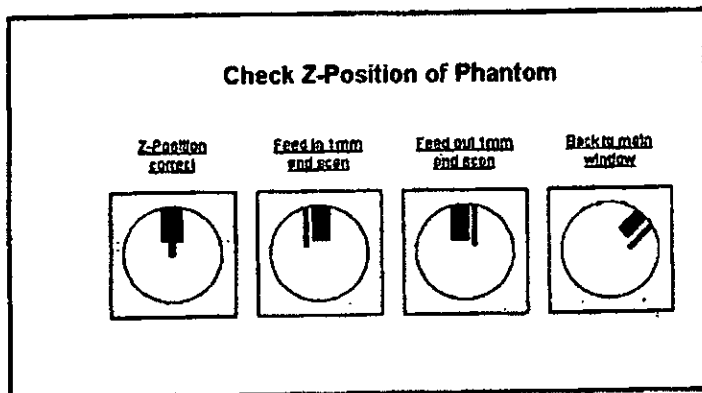 Check Z-Position of Phantom
Z-Position
correct
Feed in 1mm
and scan
Feed out 1mm
and scan
Back to main
window